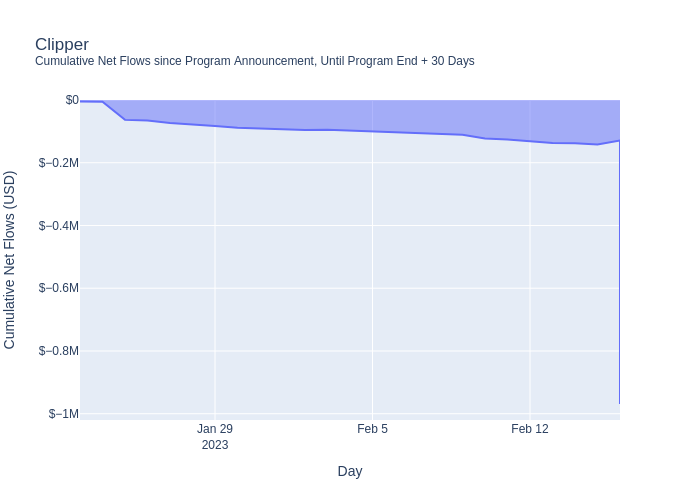 Clipper
Cumulative Net Flows since Program Announcement, Until Program End + 30 Days
Cumulative Net Flows (USD)
$0
$−0.2M
$−0.4M
$−0.6M
$−0.8M
$−1M
Jan 29
2023
Feb 5
Feb 12
Day